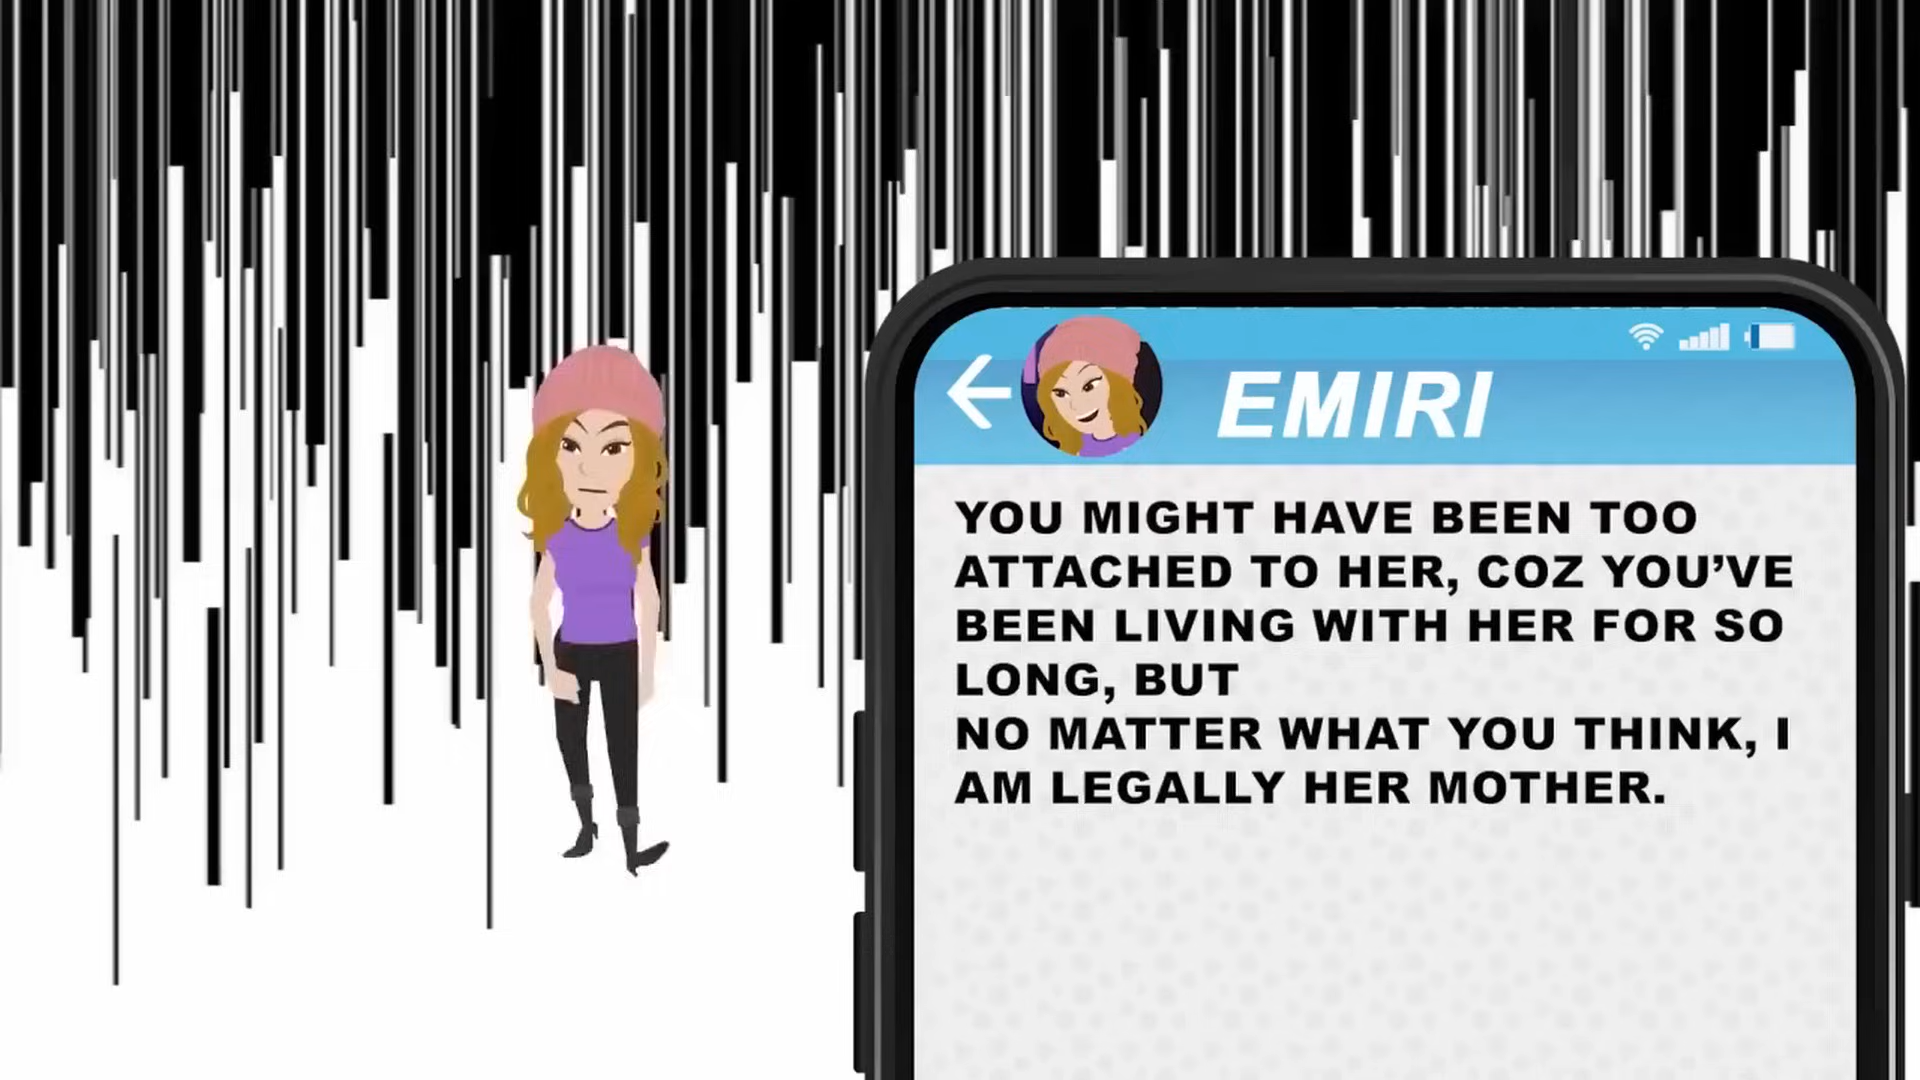 EMIRI
YOU MIGHT HAVE BEEN TOO
ATTACHED TO HER, COZ YOU’VE
BEEN LIVING WITH HER FOR SO
LONG, BUT
NO MATTER WHAT YOU THINK, I
AM LEGALLY HER MOTHER.